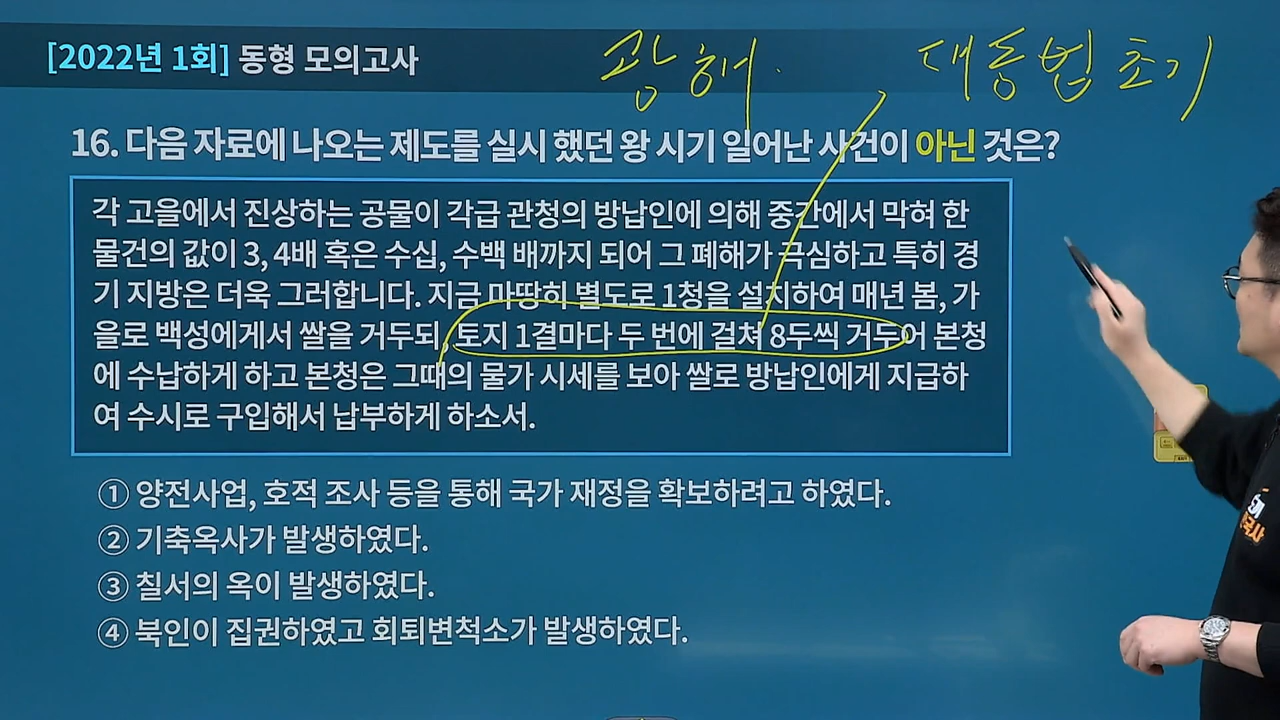 [2022년 1회] 동형 모의고사
광해.
대동법 초기
16. 다음 자료에 나오는 제도를 실시 했던 왕 시기 일어난 사건이 아닌 것은?
각 고을에서 진상하는 공물이 각급 관청의 방납인에 의해 중간에서 막혀 한
물건의 값이 3, 4배 혹은 수십, 수백 배까지 되어 그 폐해가 극심하고 특히 경
기 지방은 더욱 그러합니다. 지금 마땅히 별도로 1청을 설치하여 매년 봄, 가
을로 백성에게서 쌀을 거두되, 토지 1결마다 두 번에 걸쳐 8두씩 거두어 본청
에 수납하게 하고 본청은 그때의 물가 시세를 보아 쌀로 방납인에게 지급하
여 수시로 구입해서 납부하게 하소서.
① 양전사업, 호적 조사 등을 통해 국가 재정을 확보하려고 하였다.
② 기축옥사가 발생하였다.
③ 칠서의 옥이 발생하였다.
④ 북인이 집권하였고 회퇴변척소가 발생하였다.